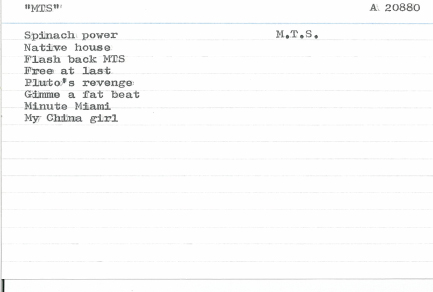 "MTS" A 20880
Spinach power M.T.S.
Native house
Flash back MTS
Free at last
Pluto's revenge
Gimme a fat beat
Minute Miami
My China girl